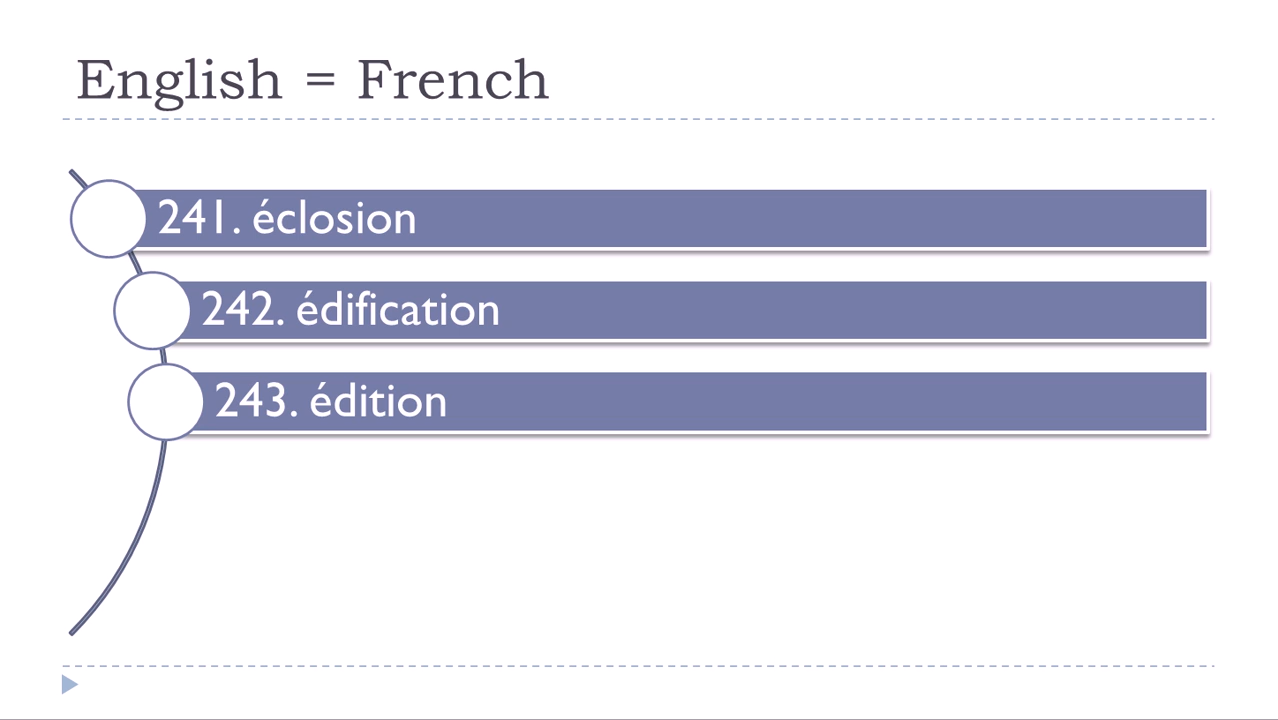 English = French
241. éclosion
242. édification
243. édition